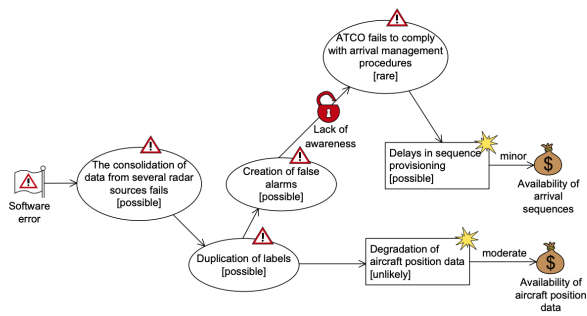 ATCO fails to comply
with arrival management
procedures
[rare]
Lack of
awareness
The consolidation of
data from several radar
sources fails
[possible]
Creation of false
alarms
[possible]
Delays in sequence
provisioning
[possible]
minor
$
Availability of
arrival sequences
Software
error
Duplication of labels
[possible]
Degradation of
aircraft position data
[unlikely]
moderate
$
Availability of
aircraft position
data